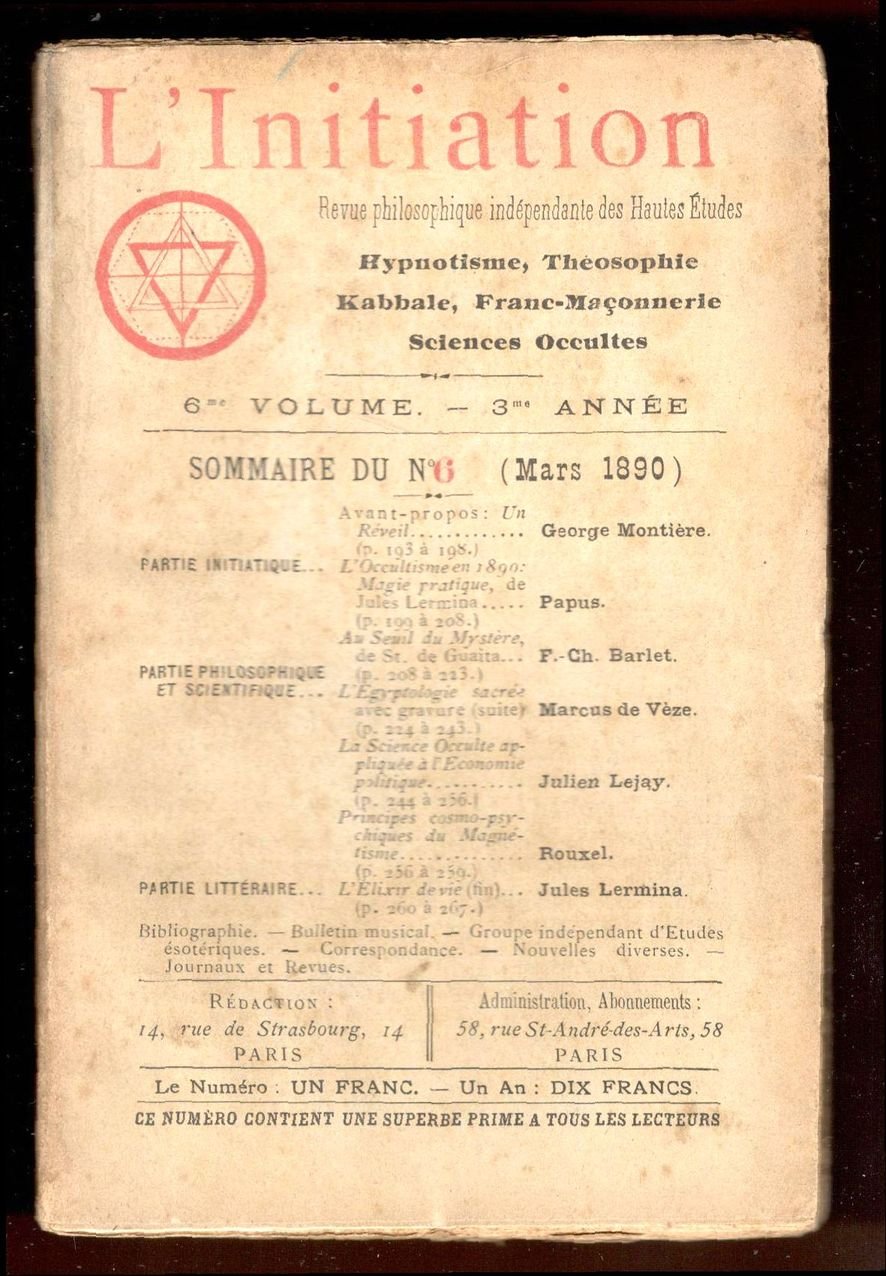 L'Initiation
Revue philosophique indépendante des Hautes Études
Hypnotisme, Théosophie
Kabbale, Franc-Maçonnerie
Sciences Occultes
6me VOLUME. — 3me ANNÉE
SOMMAIRE DU N° 6 (Mars 1890)
Avant-propos: Un
Réveil............. George Montière.
(p. 193 à 198.)
PARTIE INITIATIQUE... L'Occultisme en 1890:
Magie pratique, de
Jules Lermina..... Papus.
(p. 199 à 208.)
Au Seuil du Mystère,
de St. de Guaita... F.-Ch. Barlet.
PARTIE PHILOSOPHIQUE (p. 208 à 223.)
ET SCIENTIFIQUE... L'Égyptologie sacrée
avec gravure (suite) Marcus de Vèze.
(p. 224 à 243.)
La Science Occulte ap-
pliquée à l'Economie
politique........... Julien Lejay.
(p. 244 à 256.)
Principes cosmo-psy-
chiques du Magné-
tisme.............. Rouxel.
(p. 256 à 259.)
PARTIE LITTÉRAIRE... L'Élixir de vie (fin)... Jules Lermina.
(p. 260 à 267.)
Bibliographie. — Bulletin musical. — Groupe indépendant d'Etudes
ésotériques. — Correspondance. — Nouvelles diverses. —
Journaux et Revues.
RÉDACTION :
14, rue de Strasbourg, 14
PARIS
Administration, Abonnements :
58, rue St-André-des-Arts, 58
PARIS
Le Numéro : UN FRANC. — Un An : DIX FRANCS.
CE NUMÉRO CONTIENT UNE SUPERBE PRIME A TOUS LES LECTEURS